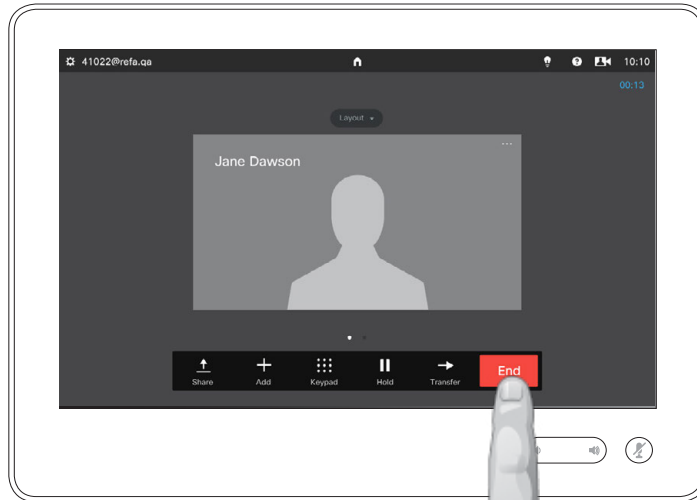 41022@refa.qa
10:10
00:13
Layout
Jane Dawson
Share Add Keypad Hold Transfer End